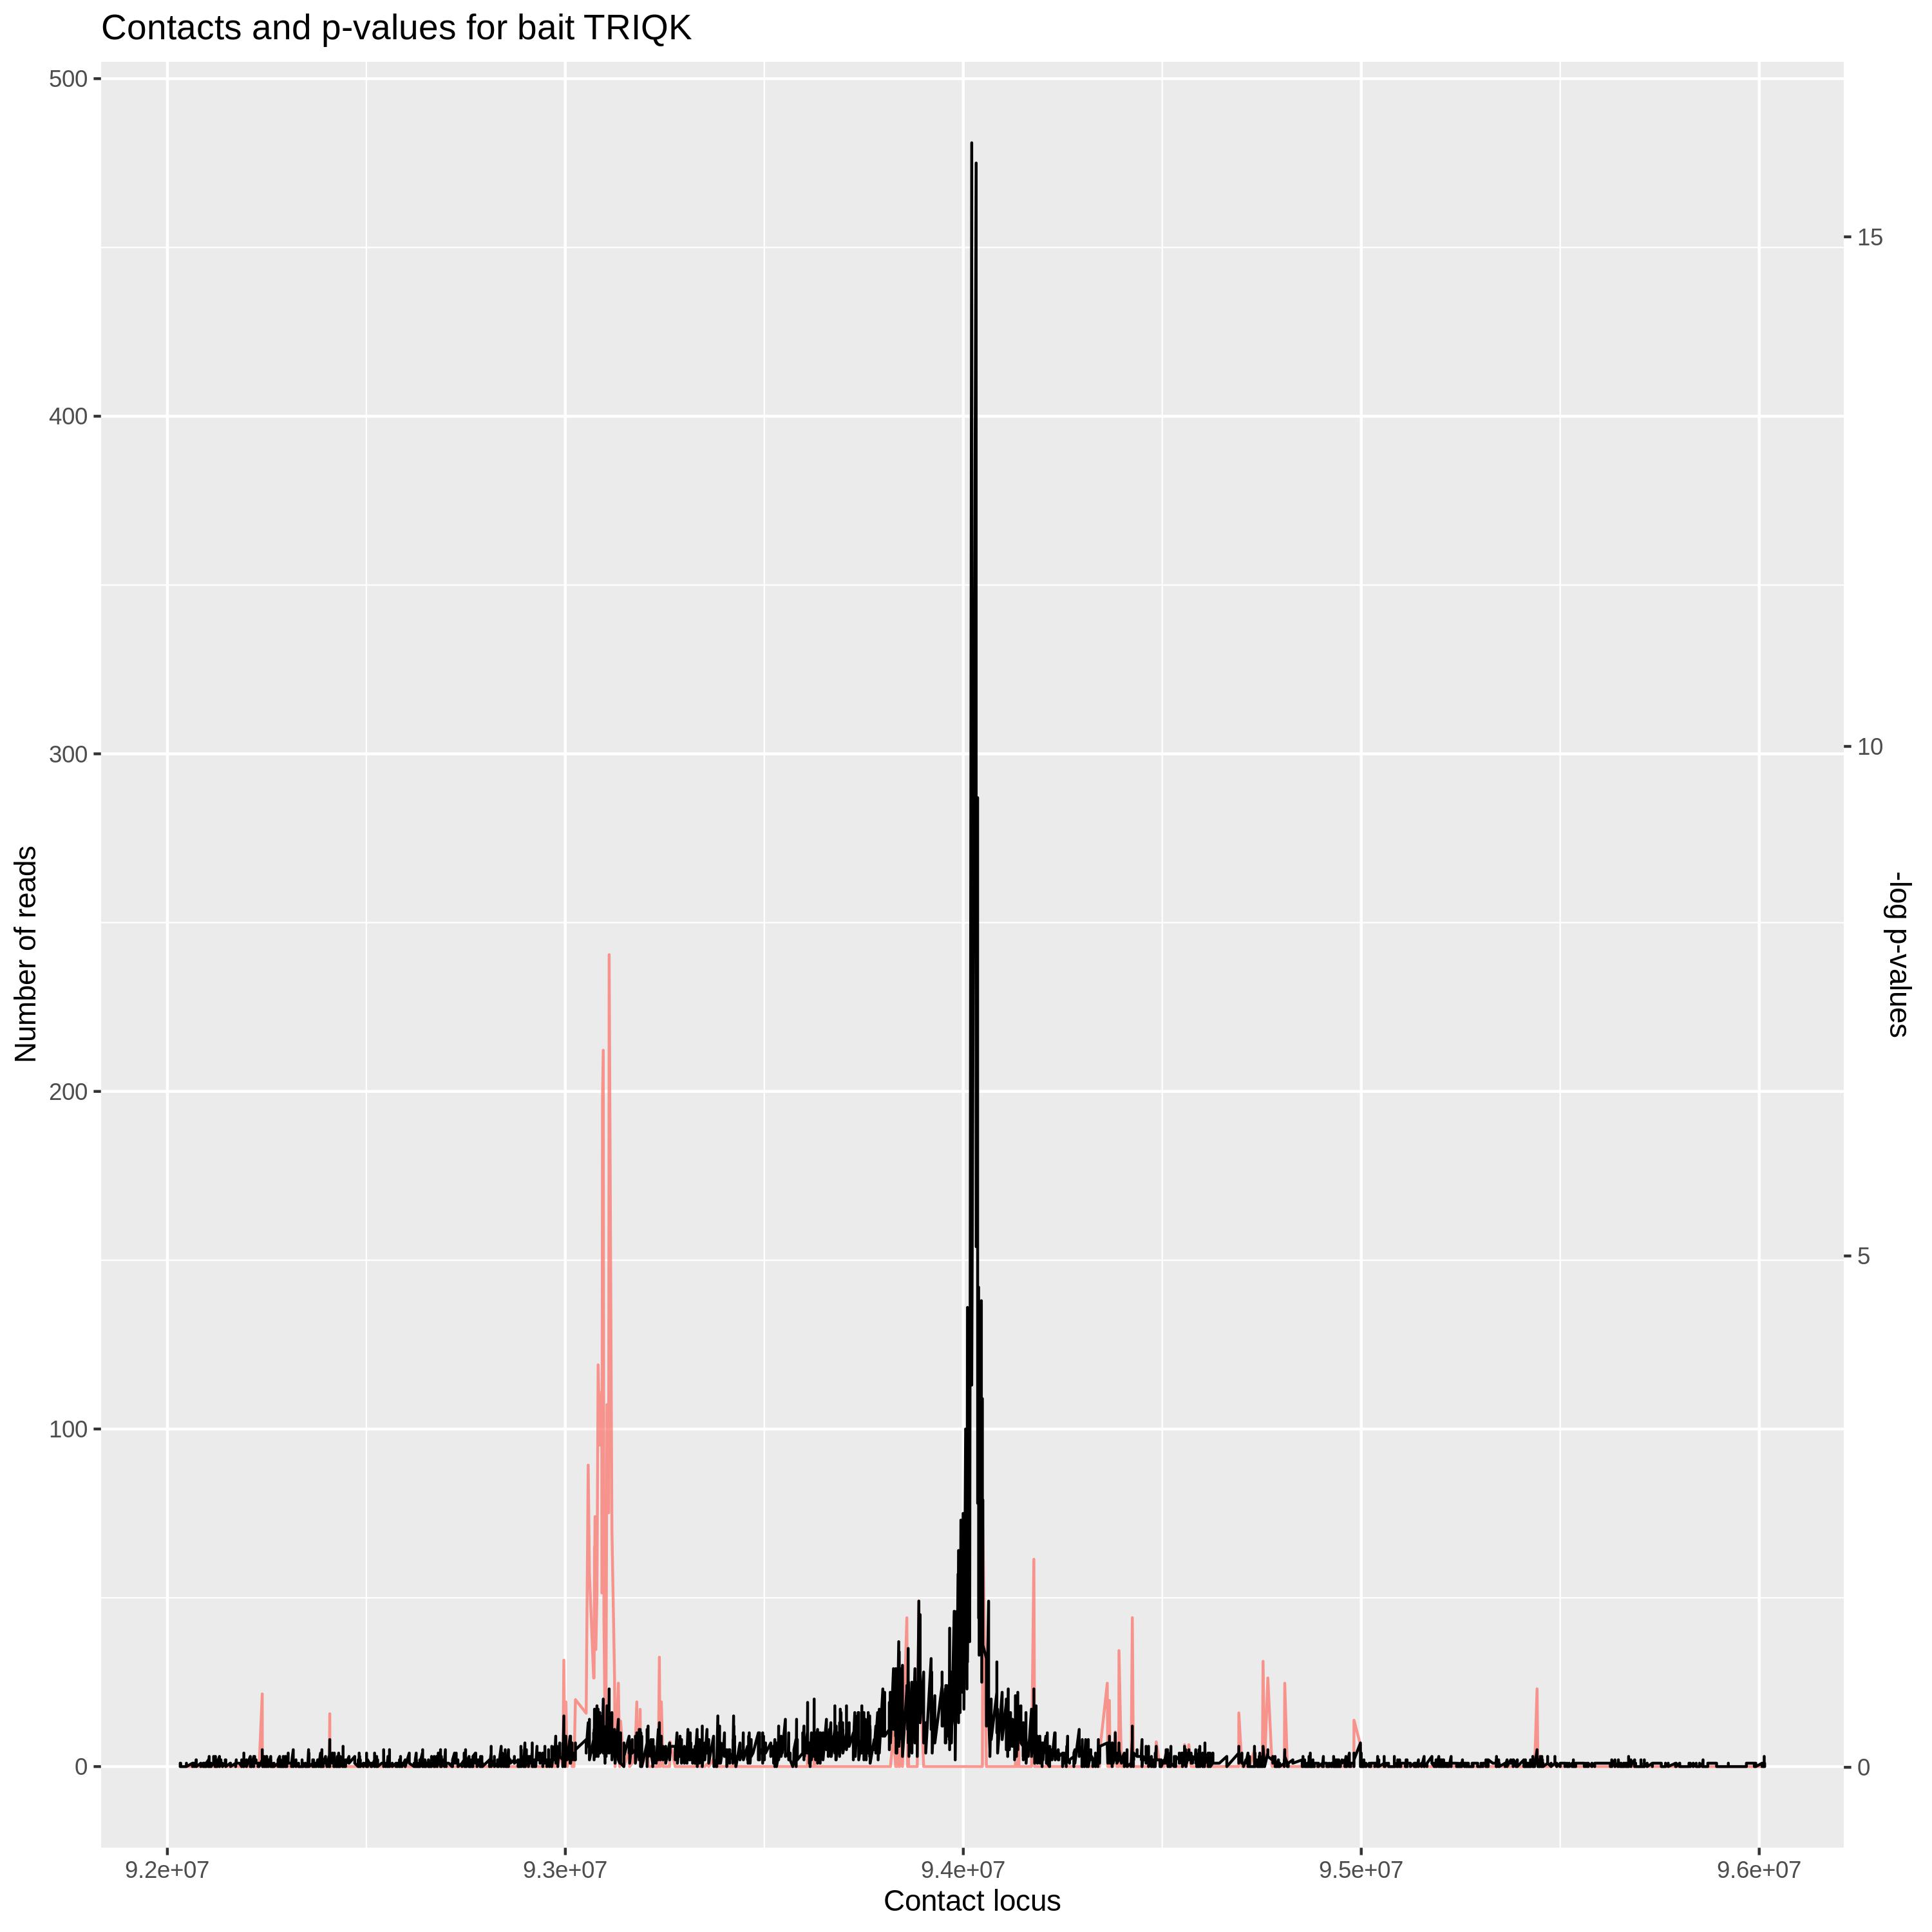 Contacts and p-values for bait TRIQK
500
400
300
200
100
0
Number of reads
15
10
5
0
-log p-values
9.2e+07
9.3e+07
9.4e+07
9.5e+07
9.6e+07
Contact locus